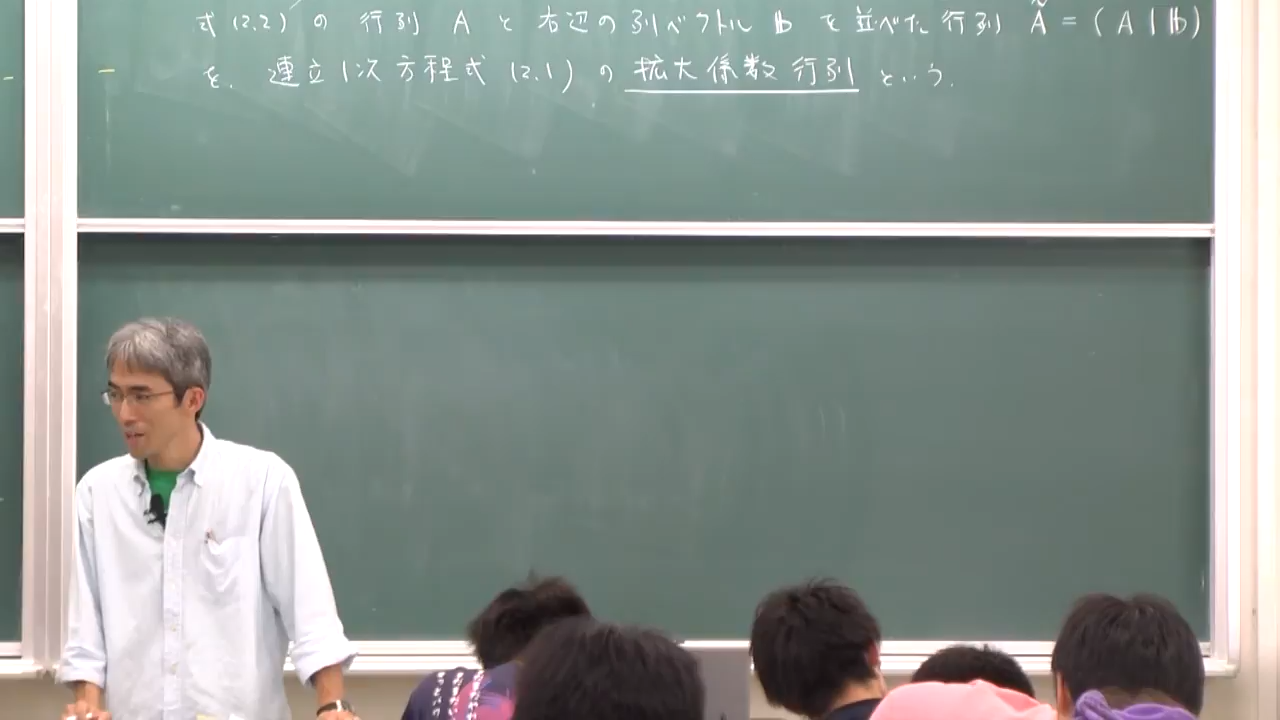 式 (2.2) の 行列 A と 右辺の列ベクトル b を並べた行列 Ã = (A | b)
を、連立1次方程式 (2.1) の 拡大係数行列 という.